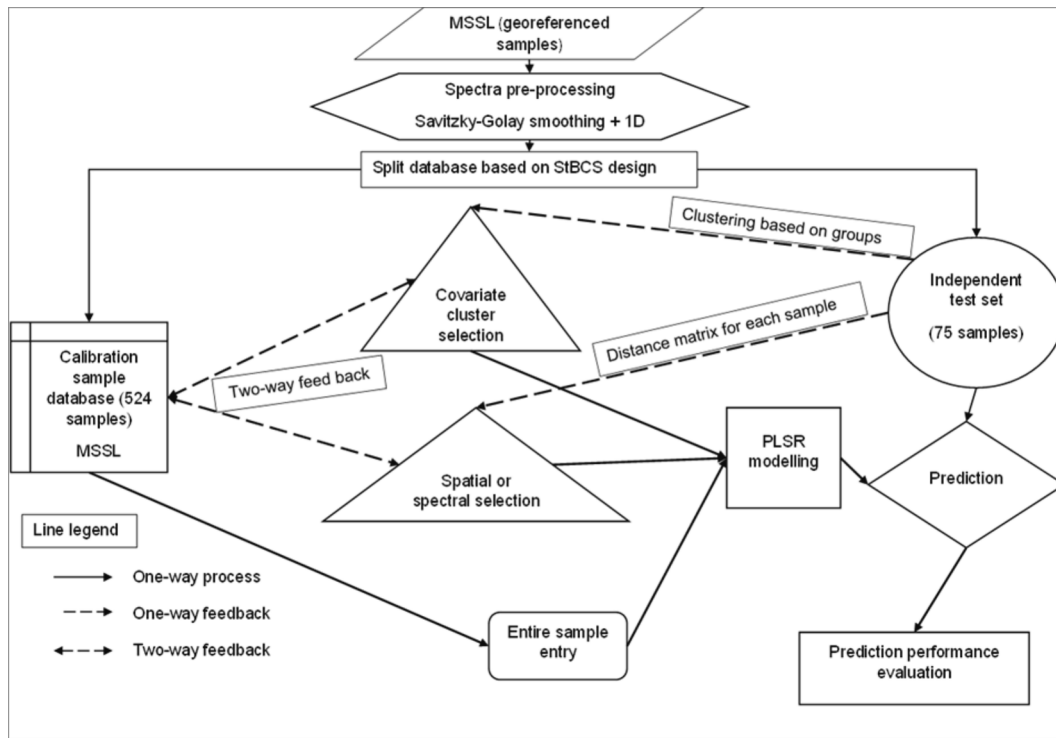 MSSL (georeferenced
samples)
Spectra pre-processing
Savitzky-Golay smoothing + 1D
Split database based on StBCS design
Clustering based on groups
Independent
test set
(75 samples)
Covariate
cluster
selection
Distance matrix for each sample
Calibration
sample
database (524
samples)
MSSL
Two-way feed back
PLSR
modelling
Prediction
Spatial or
spectral selection
Line legend
One-way process
One-way feedback
Two-way feedback
Entire sample
entry
Prediction performance
evaluation